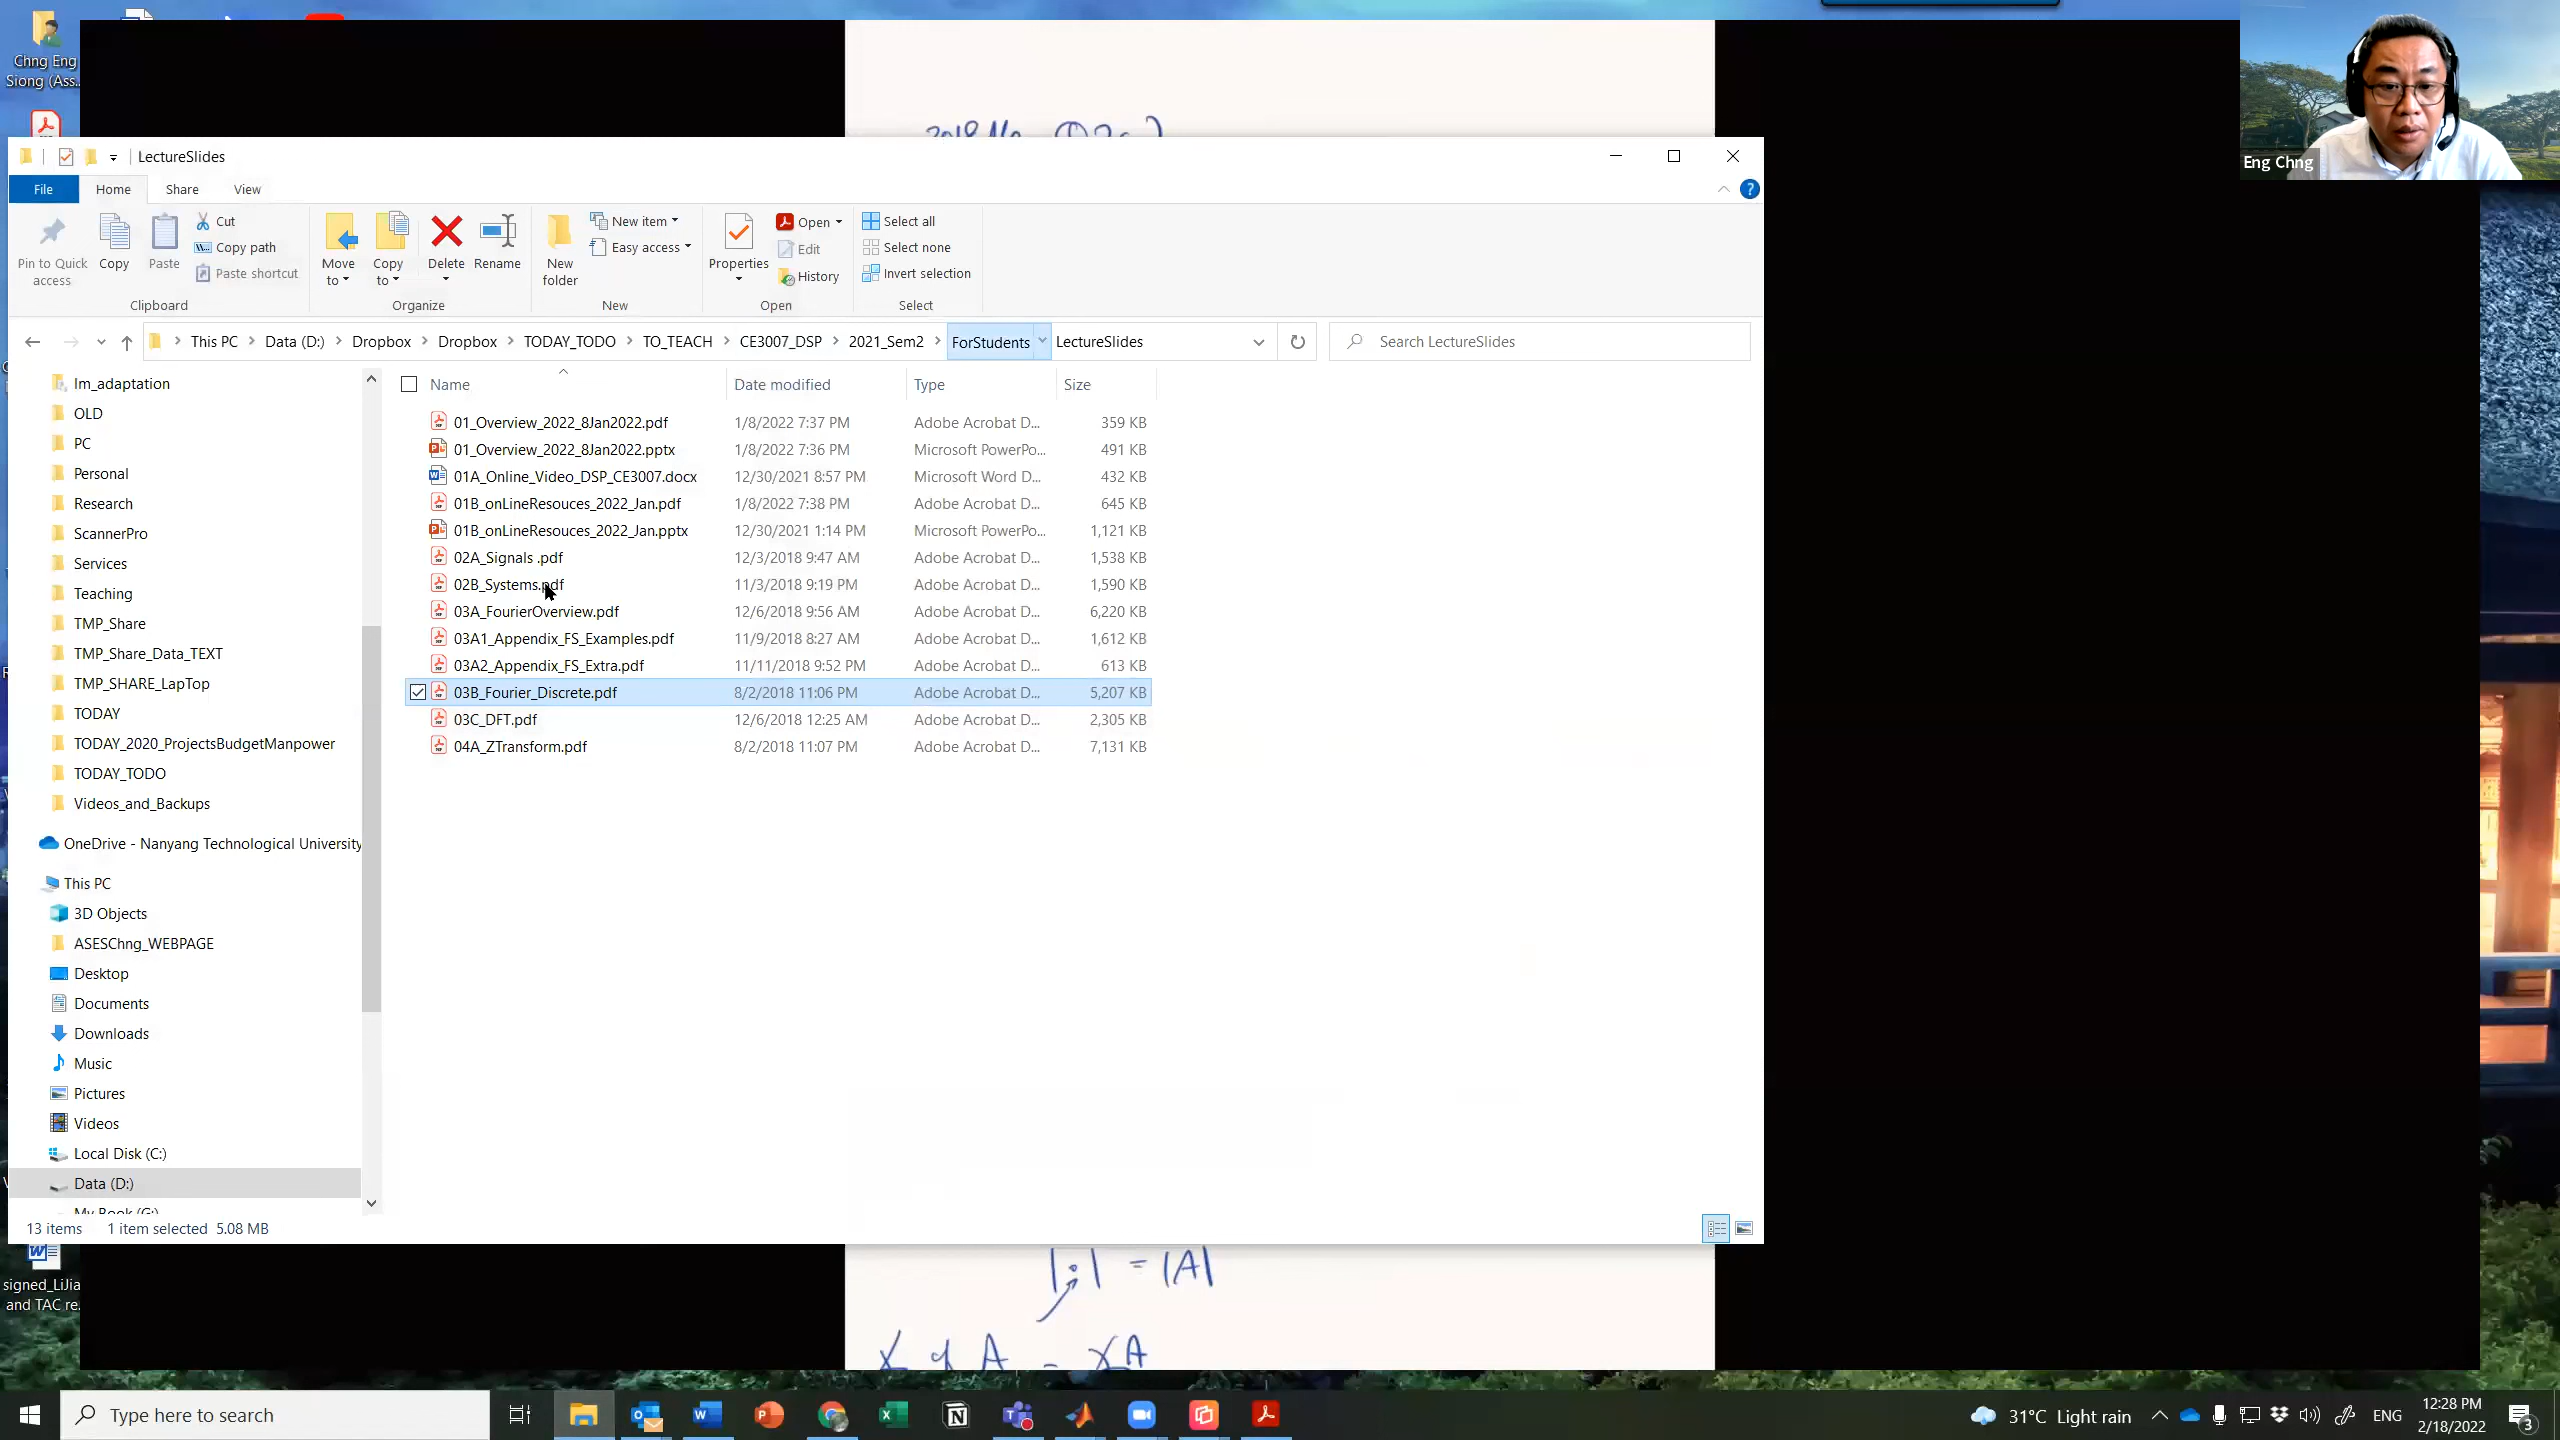 Chng Eng
Siong (Ass...
LectureSlides
File Home Share View
Pin to Quick access
Copy
Paste
Cut
Copy path
Paste shortcut
Clipboard
Move to
Copy to
Delete
Rename
Organize
New folder
New item
Easy access
New
Properties
Open
Edit
History
Open
Select all
Select none
Invert selection
Select
This PC > Data (D:) > Dropbox > Dropbox > TODAY_TODO > TO_TEACH > CE3007_DSP > 2021_Sem2 > ForStudents LectureSlides
Search LectureSlides
lm_adaptation
OLD
PC
Personal
Research
ScannerPro
Services
Teaching
TMP_Share
TMP_Share_Data_TEXT
TMP_SHARE_LapTop
TODAY
TODAY_2020_ProjectsBudgetManpower
TODAY_TODO
Videos_and_Backups
OneDrive - Nanyang Technological University
This PC
3D Objects
ASESChng_WEBPAGE
Desktop
Documents
Downloads
Music
Pictures
Videos
Local Disk (C:)
Data (D:)
My Book (G:)
Name Date modified Type Size
01_Overview_2022_8Jan2022.pdf 1/8/2022 7:37 PM Adobe Acrobat D... 359 KB
01_Overview_2022_8Jan2022.pptx 1/8/2022 7:36 PM Microsoft PowerPo... 491 KB
01A_Online_Video_DSP_CE3007.docx 12/30/2021 8:57 PM Microsoft Word D... 432 KB
01B_onLineResouces_2022_Jan.pdf 1/8/2022 7:38 PM Adobe Acrobat D... 645 KB
01B_onLineResouces_2022_Jan.pptx 12/30/2021 1:14 PM Microsoft PowerPo... 1,121 KB
02A_Signals .pdf 12/3/2018 9:47 AM Adobe Acrobat D... 1,538 KB
02B_Systems.pdf 11/3/2018 9:19 PM Adobe Acrobat D... 1,590 KB
03A_FourierOverview.pdf 12/6/2018 9:56 AM Adobe Acrobat D... 6,220 KB
03A1_Appendix_FS_Examples.pdf 11/9/2018 8:27 AM Adobe Acrobat D... 1,612 KB
03A2_Appendix_FS_Extra.pdf 11/11/2018 9:52 PM Adobe Acrobat D... 613 KB
03B_Fourier_Discrete.pdf 8/2/2018 11:06 PM Adobe Acrobat D... 5,207 KB
03C_DFT.pdf 12/6/2018 12:25 AM Adobe Acrobat D... 2,305 KB
04A_ZTransform.pdf 8/2/2018 11:07 PM Adobe Acrobat D... 7,131 KB
13 items 1 item selected 5.08 MB
signed_LiJia
and TAC re...
= |A|
Eng Chng
Type here to search
31°C Light rain
ENG
12:28 PM
2/18/2022
3